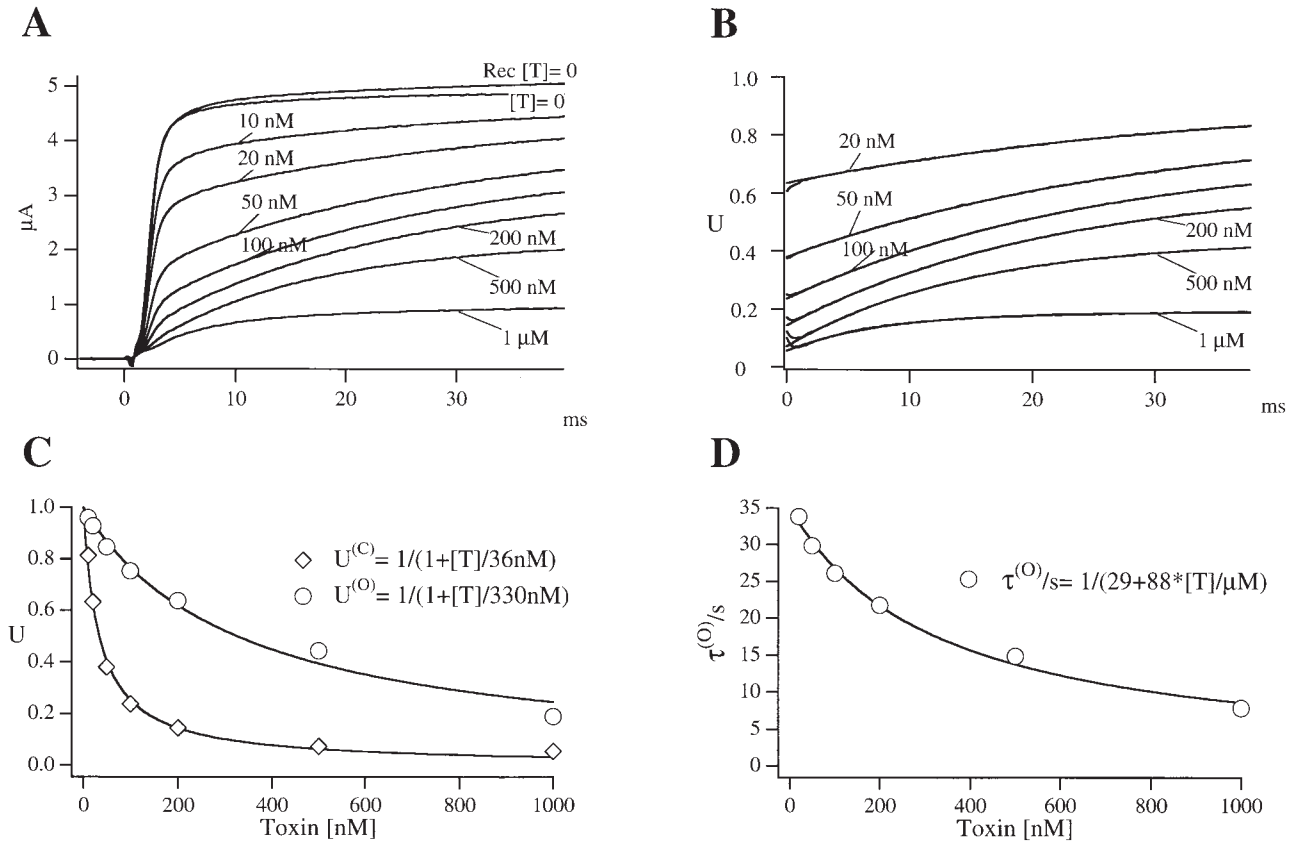 A
5
4
3
2
1
0
μA
Rec [T]= 0
[T]= 0
10 nM
20 nM
50 nM
100 nM
200 nM
500 nM
1 μM
0
10
20
30
ms
B
1.0
0.8
0.6
0.4
0.2
0
U
20 nM
50 nM
100 nM
200 nM
500 nM
1 μM
0
10
20
30
ms
C
1.0
0.8
0.6
0.4
0.2
0.0
U
U(C)= 1/(1+[T]/36nM)
U(O)= 1/(1+[T]/330nM)
0
200
400
600
800
1000
Toxin [nM]
D
35
30
25
20
15
10
5
0
τ(O)/s
τ(O)/s= 1/(29+88*[T]/μM)
0
200
400
600
800
1000
Toxin [nM]